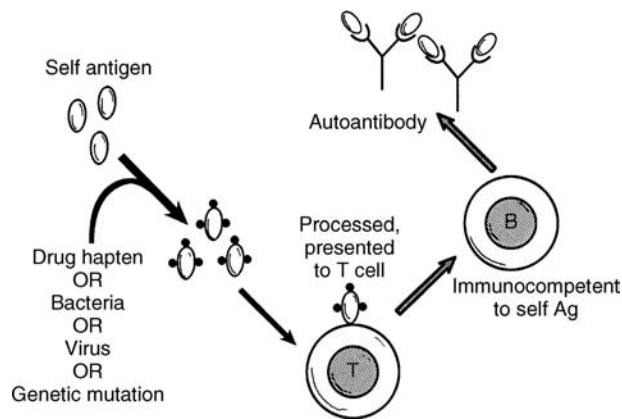 Self antigen
Drug hapten
OR
Bacteria
OR
Virus
OR
Genetic mutation
Processed,
presented
to T cell
T
B
Immunocompetent
to self Ag
Autoantibody